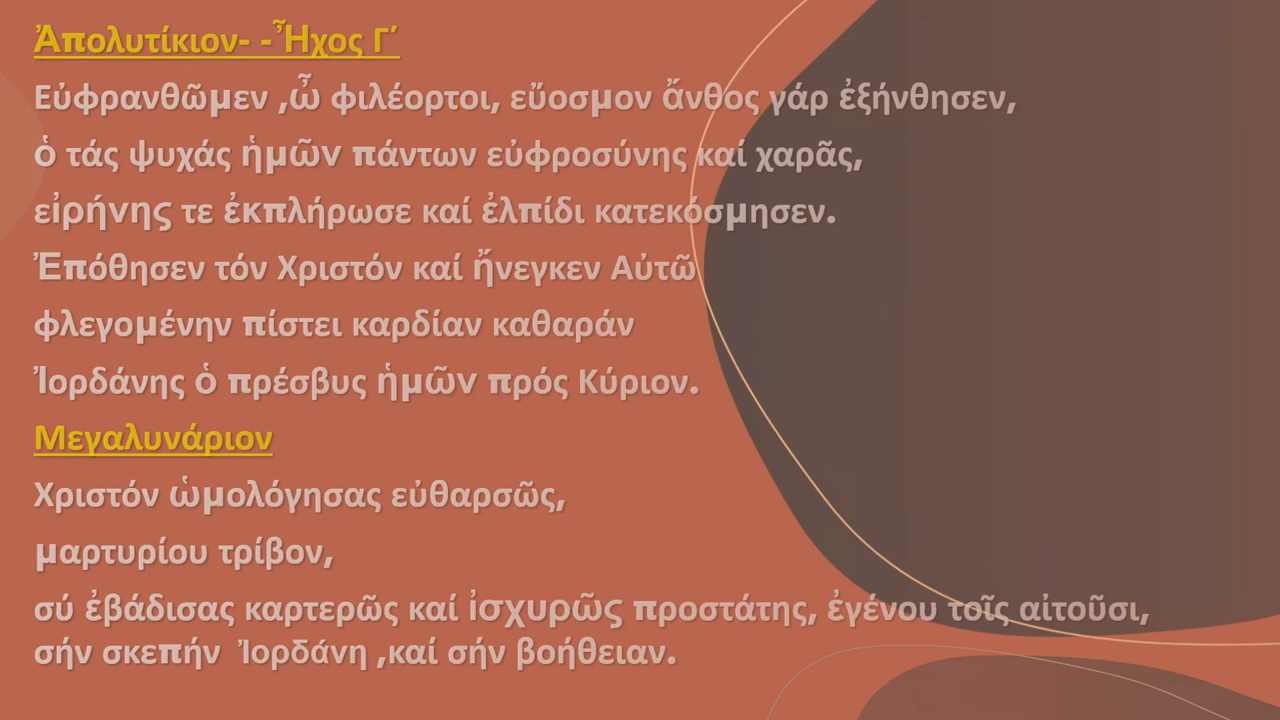 Ἀπολυτίκιον- -Ἦχος Γ΄
Εὐφρανθῶμεν ,ὦ φιλέορτοι, εὔοσμον ἄνθος γάρ ἐξήνθησεν,
ὁ τάς ψυχάς ἡμῶν πάντων εὐφροσύνης καί χαρᾶς,
εἰρήνης τε ἐκπλήρωσε καί ἐλπίδι κατεκόσμησεν.
Ἐπόθησεν τόν Χριστόν καί ἤνεγκεν Αὐτῶ
φλεγομένην πίστει καρδίαν καθαράν
Ἰορδάνης ὁ πρέσβυς ἡμῶν πρός Κύριον.
Μεγαλυνάριον
Χριστόν ὡμολόγησας εὐθαρσῶς,
μαρτυρίου τρίβον,
σύ ἐβάδισας καρτερῶς καί ἰσχυρῶς προστάτης, ἐγένου τοῖς αἰτοῦσι,
σήν σκεπήν Ἰορδάνη ,καί σήν βοήθειαν.